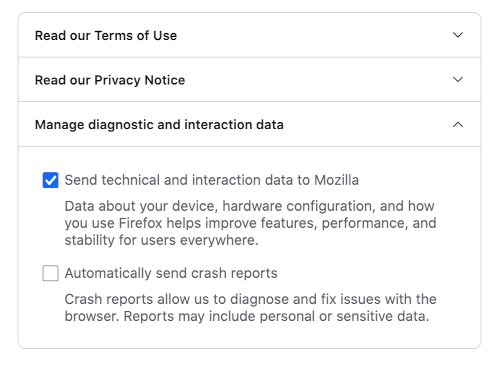 Read our Terms of Use
Read our Privacy Notice
Manage diagnostic and interaction data
Send technical and interaction data to Mozilla
Data about your device, hardware configuration, and how
you use Firefox helps improve features, performance, and
stability for users everywhere.
Automatically send crash reports
Crash reports allow us to diagnose and fix issues with the
browser. Reports may include personal or sensitive data.